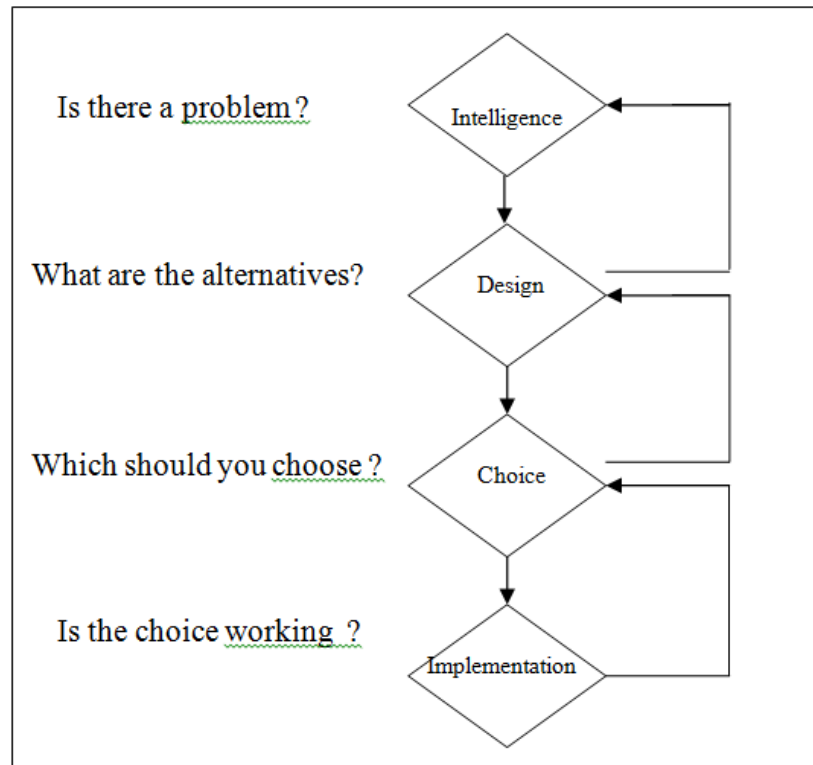 Is there a problem ?
Intelligence
What are the alternatives?
Design
Which should you choose ?
Choice
Is the choice working  ?
Implementation